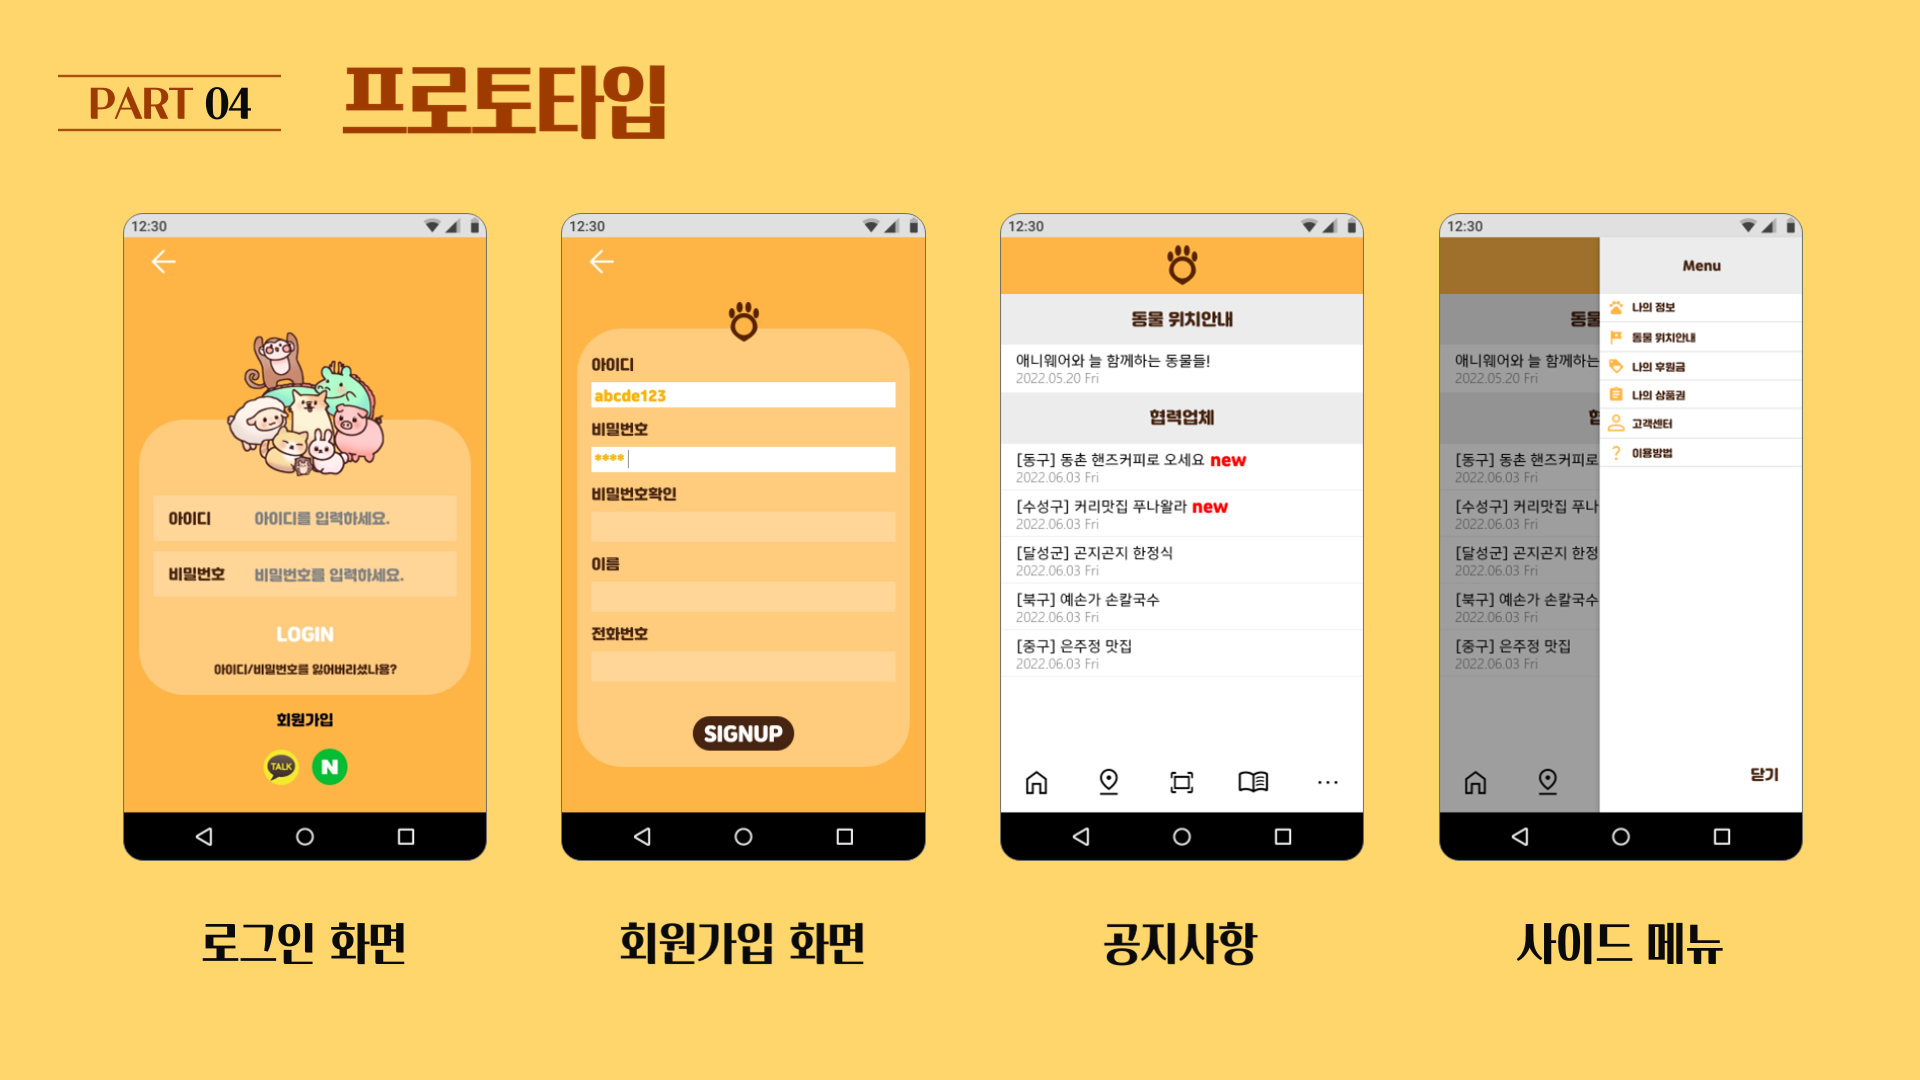 PART 04
프로토타입
12:30
아이디
아이디를 입력하세요.
비밀번호
비밀번호를 입력하세요.
LOGIN
아이디/비밀번호를 잃어버리셨나용?
회원가입
TALK
N
로그인 화면
12:30
아이디
abcde123
비밀번호
****
비밀번호확인
이름
전화번호
SIGNUP
회원가입 화면
12:30
동물 위치안내
애니웨어와 늘 함께하는 동물들!
2022.05.20 Fri
협력업체
[동구] 동촌 핸즈커피로 오세요 new
2022.06.03 Fri
[수성구] 커리맛집 푸나왈라 new
2022.06.03 Fri
[달성군] 곤지곤지 한정식
2022.06.03 Fri
[북구] 예손가 손칼국수
2022.06.03 Fri
[중구] 은주정 맛집
2022.06.03 Fri
공지사항
12:30
동물
애니웨어와 늘 함께하는
2022.05.20 Fri
협
[동구] 동촌 핸즈커피로
2022.06.03 Fri
[수성구] 커리맛집 푸나
2022.06.03 Fri
[달성군] 곤지곤지 한정
2022.06.03 Fri
[북구] 예손가 손칼국수
2022.06.03 Fri
[중구] 은주정 맛집
2022.06.03 Fri
Menu
나의 정보
동물 위치안내
나의 후원금
나의 상품권
고객센터
이용방법
닫기
사이드 메뉴